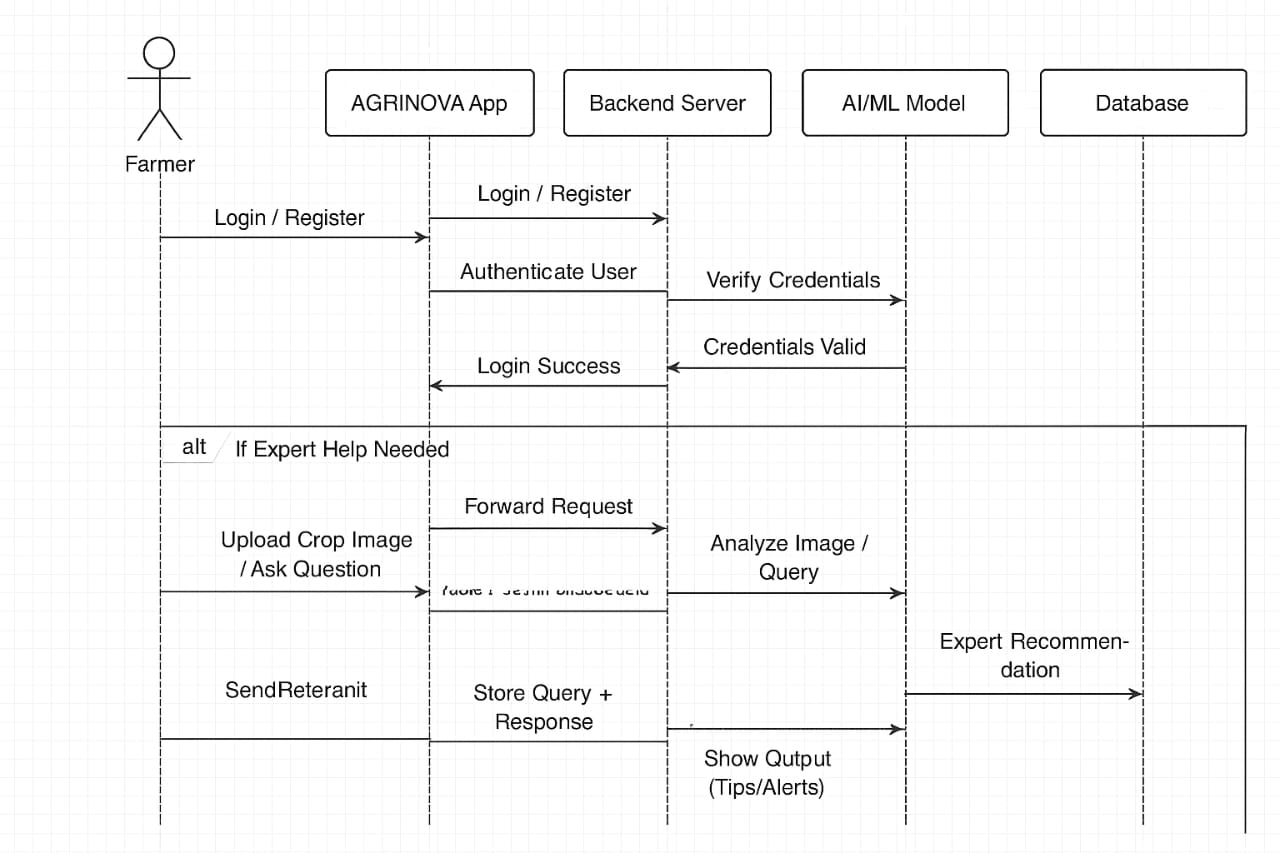 AGRINOVA App
Backend Server
AI/ML Model
Database
Farmer
Login / Register
Login / Register
Authenticate User
Verify Credentials
Credentials Valid
Login Success
alt
If Expert Help Needed
Forward Request
Upload Crop Image
/ Ask Question
Analyze Image /
Query
Expert Recommen-
dation
SendReteranit
Store Query +
Response
Show Qutput
(Tips/Alerts)